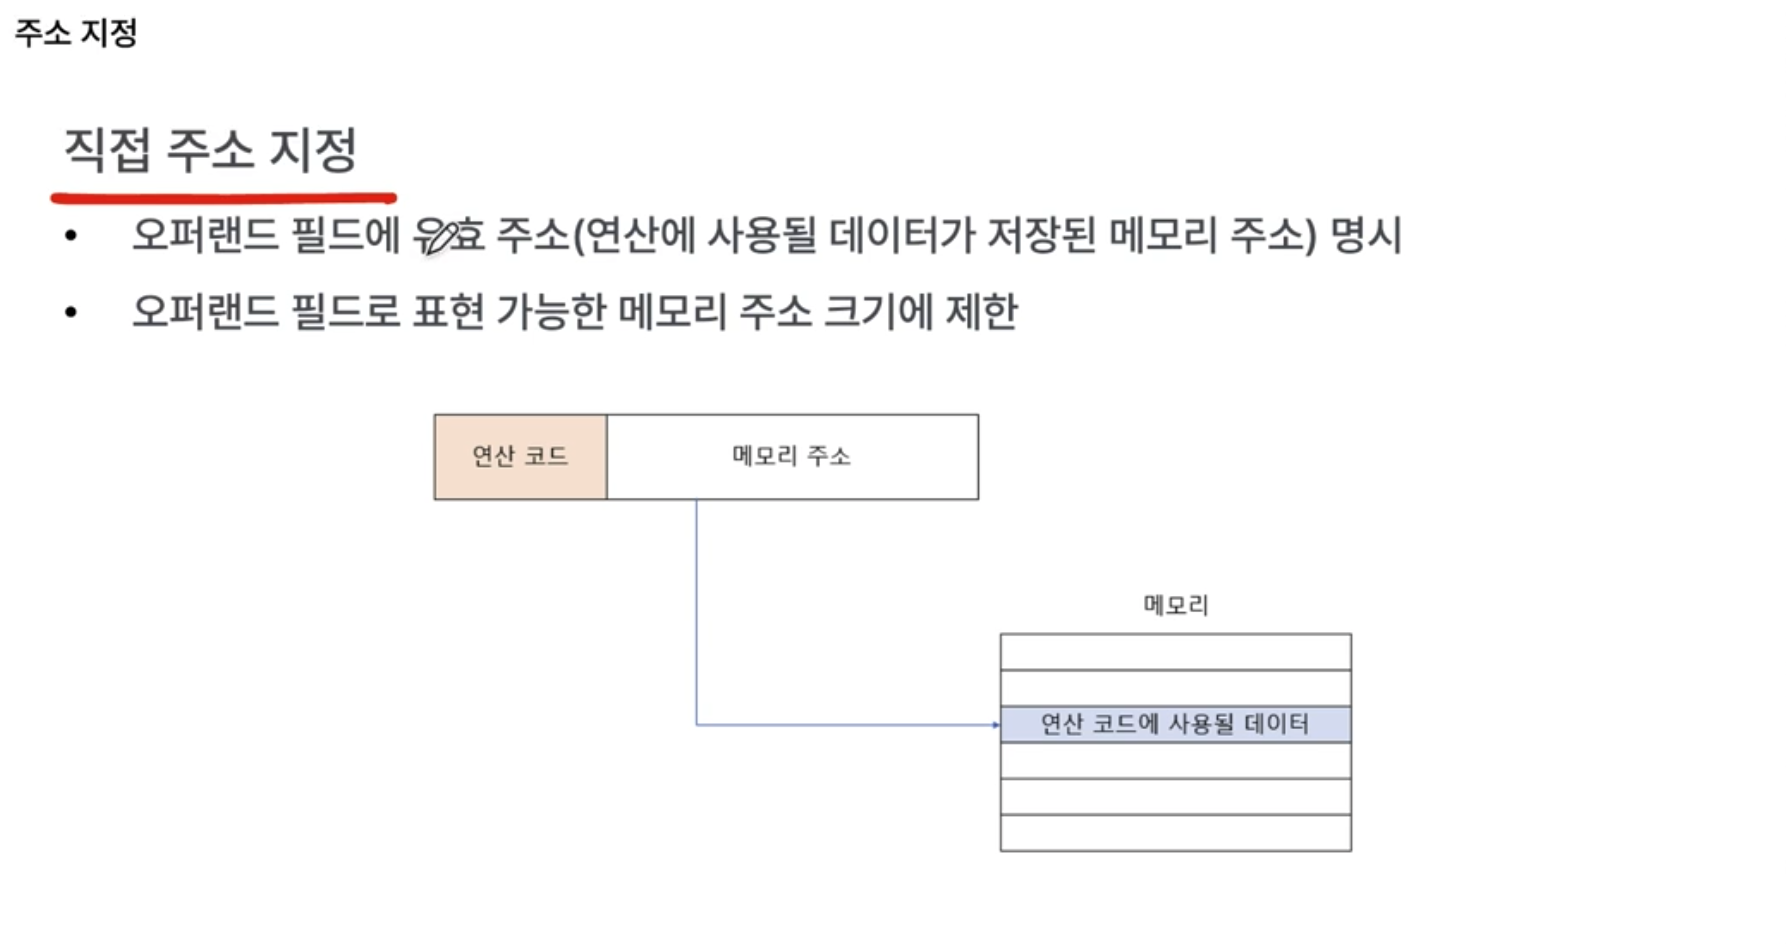 주소 지정
직접 주소 지정
• 오퍼랜드 필드에 유효 주소(연산에 사용될 데이터가 저장된 메모리 주소) 명시
• 오퍼랜드 필드로 표현 가능한 메모리 주소 크기에 제한
연산 코드 메모리 주소
메모리
연산 코드에 사용될 데이터